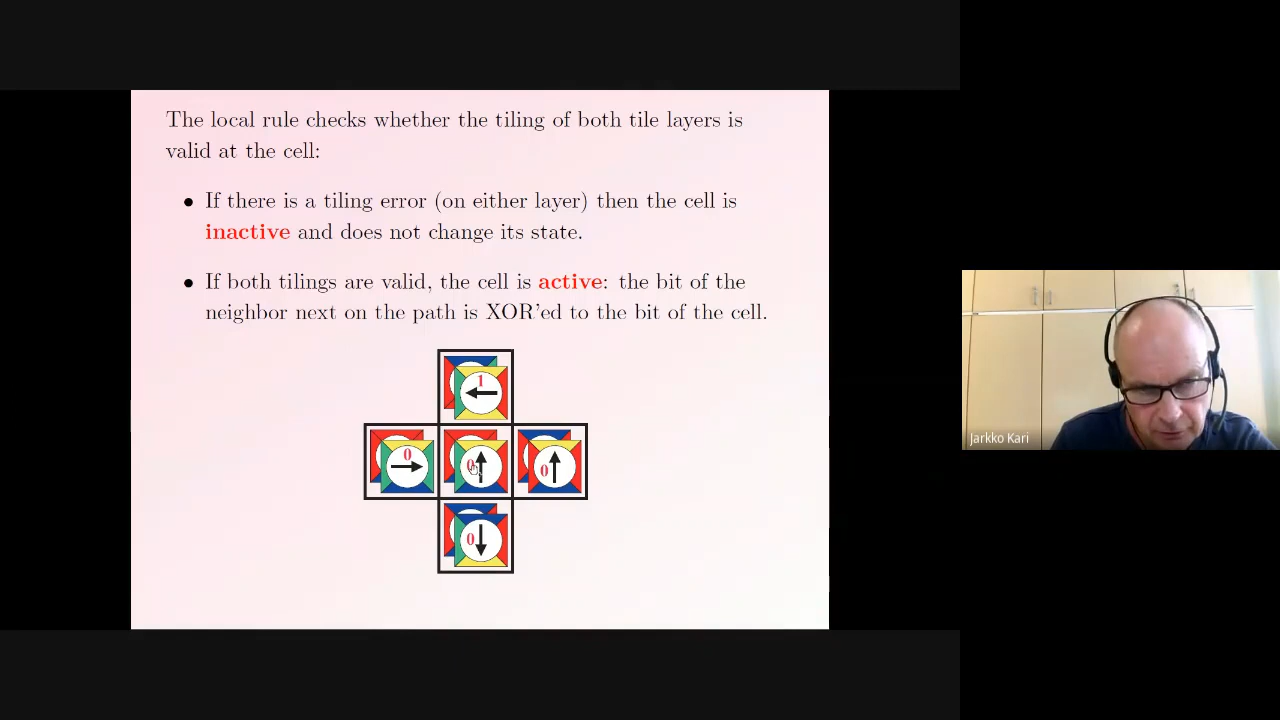 The local rule checks whether the tiling of both tile layers is
valid at the cell:
• If there is a tiling error (on either layer) then the cell is
inactive and does not change its state.
• If both tilings are valid, the cell is active: the bit of the
neighbor next on the path is XOR'ed to the bit of the cell.
1
0 0 0
0
Jarkko Kari